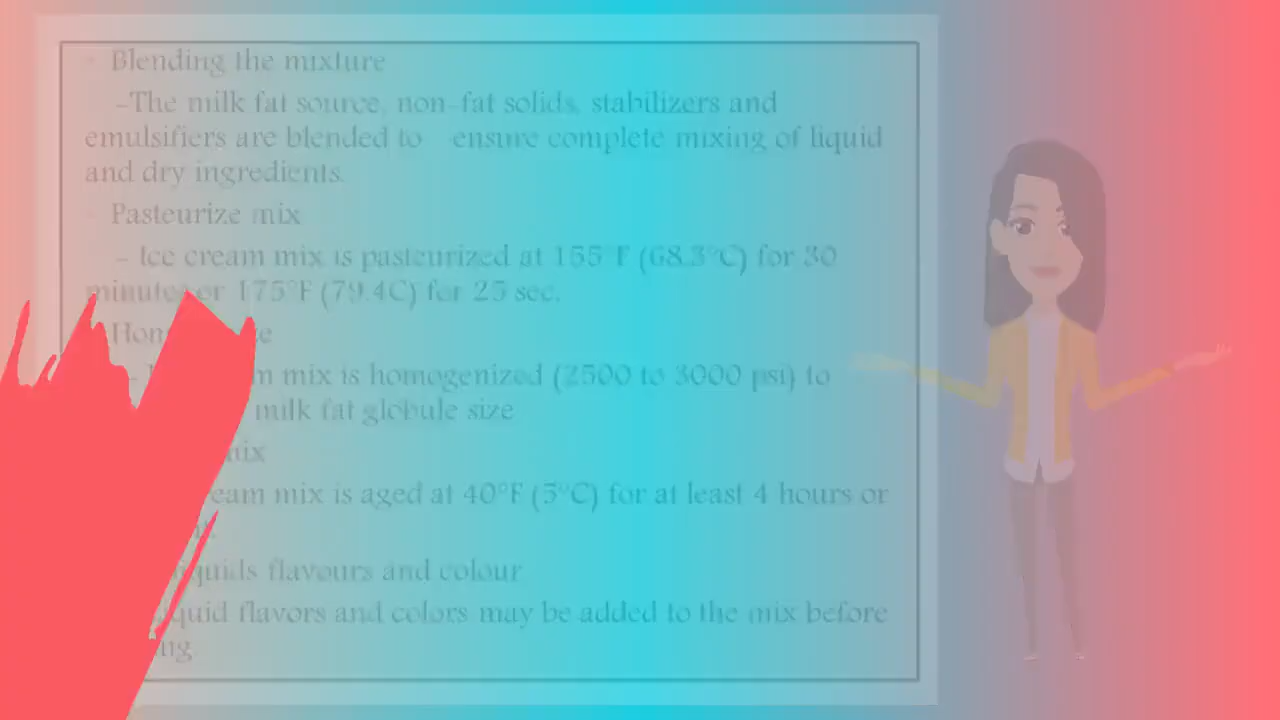 Blending the mixture
-The milk fat source, non-fat solids, stabilizers and
emulsifiers are blended to ensure complete mixing of liquid
and dry ingredients.
Pasteurize mix
- Ice cream mix is pasteurized at 155°F (68.3°C) for 30
minutes or 175°F (79.4C) for 25 sec.
mix is homogenized (2500 to 3000 psi) to
milk fat globule size
mix
mix is aged at 40°F (5°C) for at least 4 hours or
flavours and colour
flavors and colors may be added to the mix before